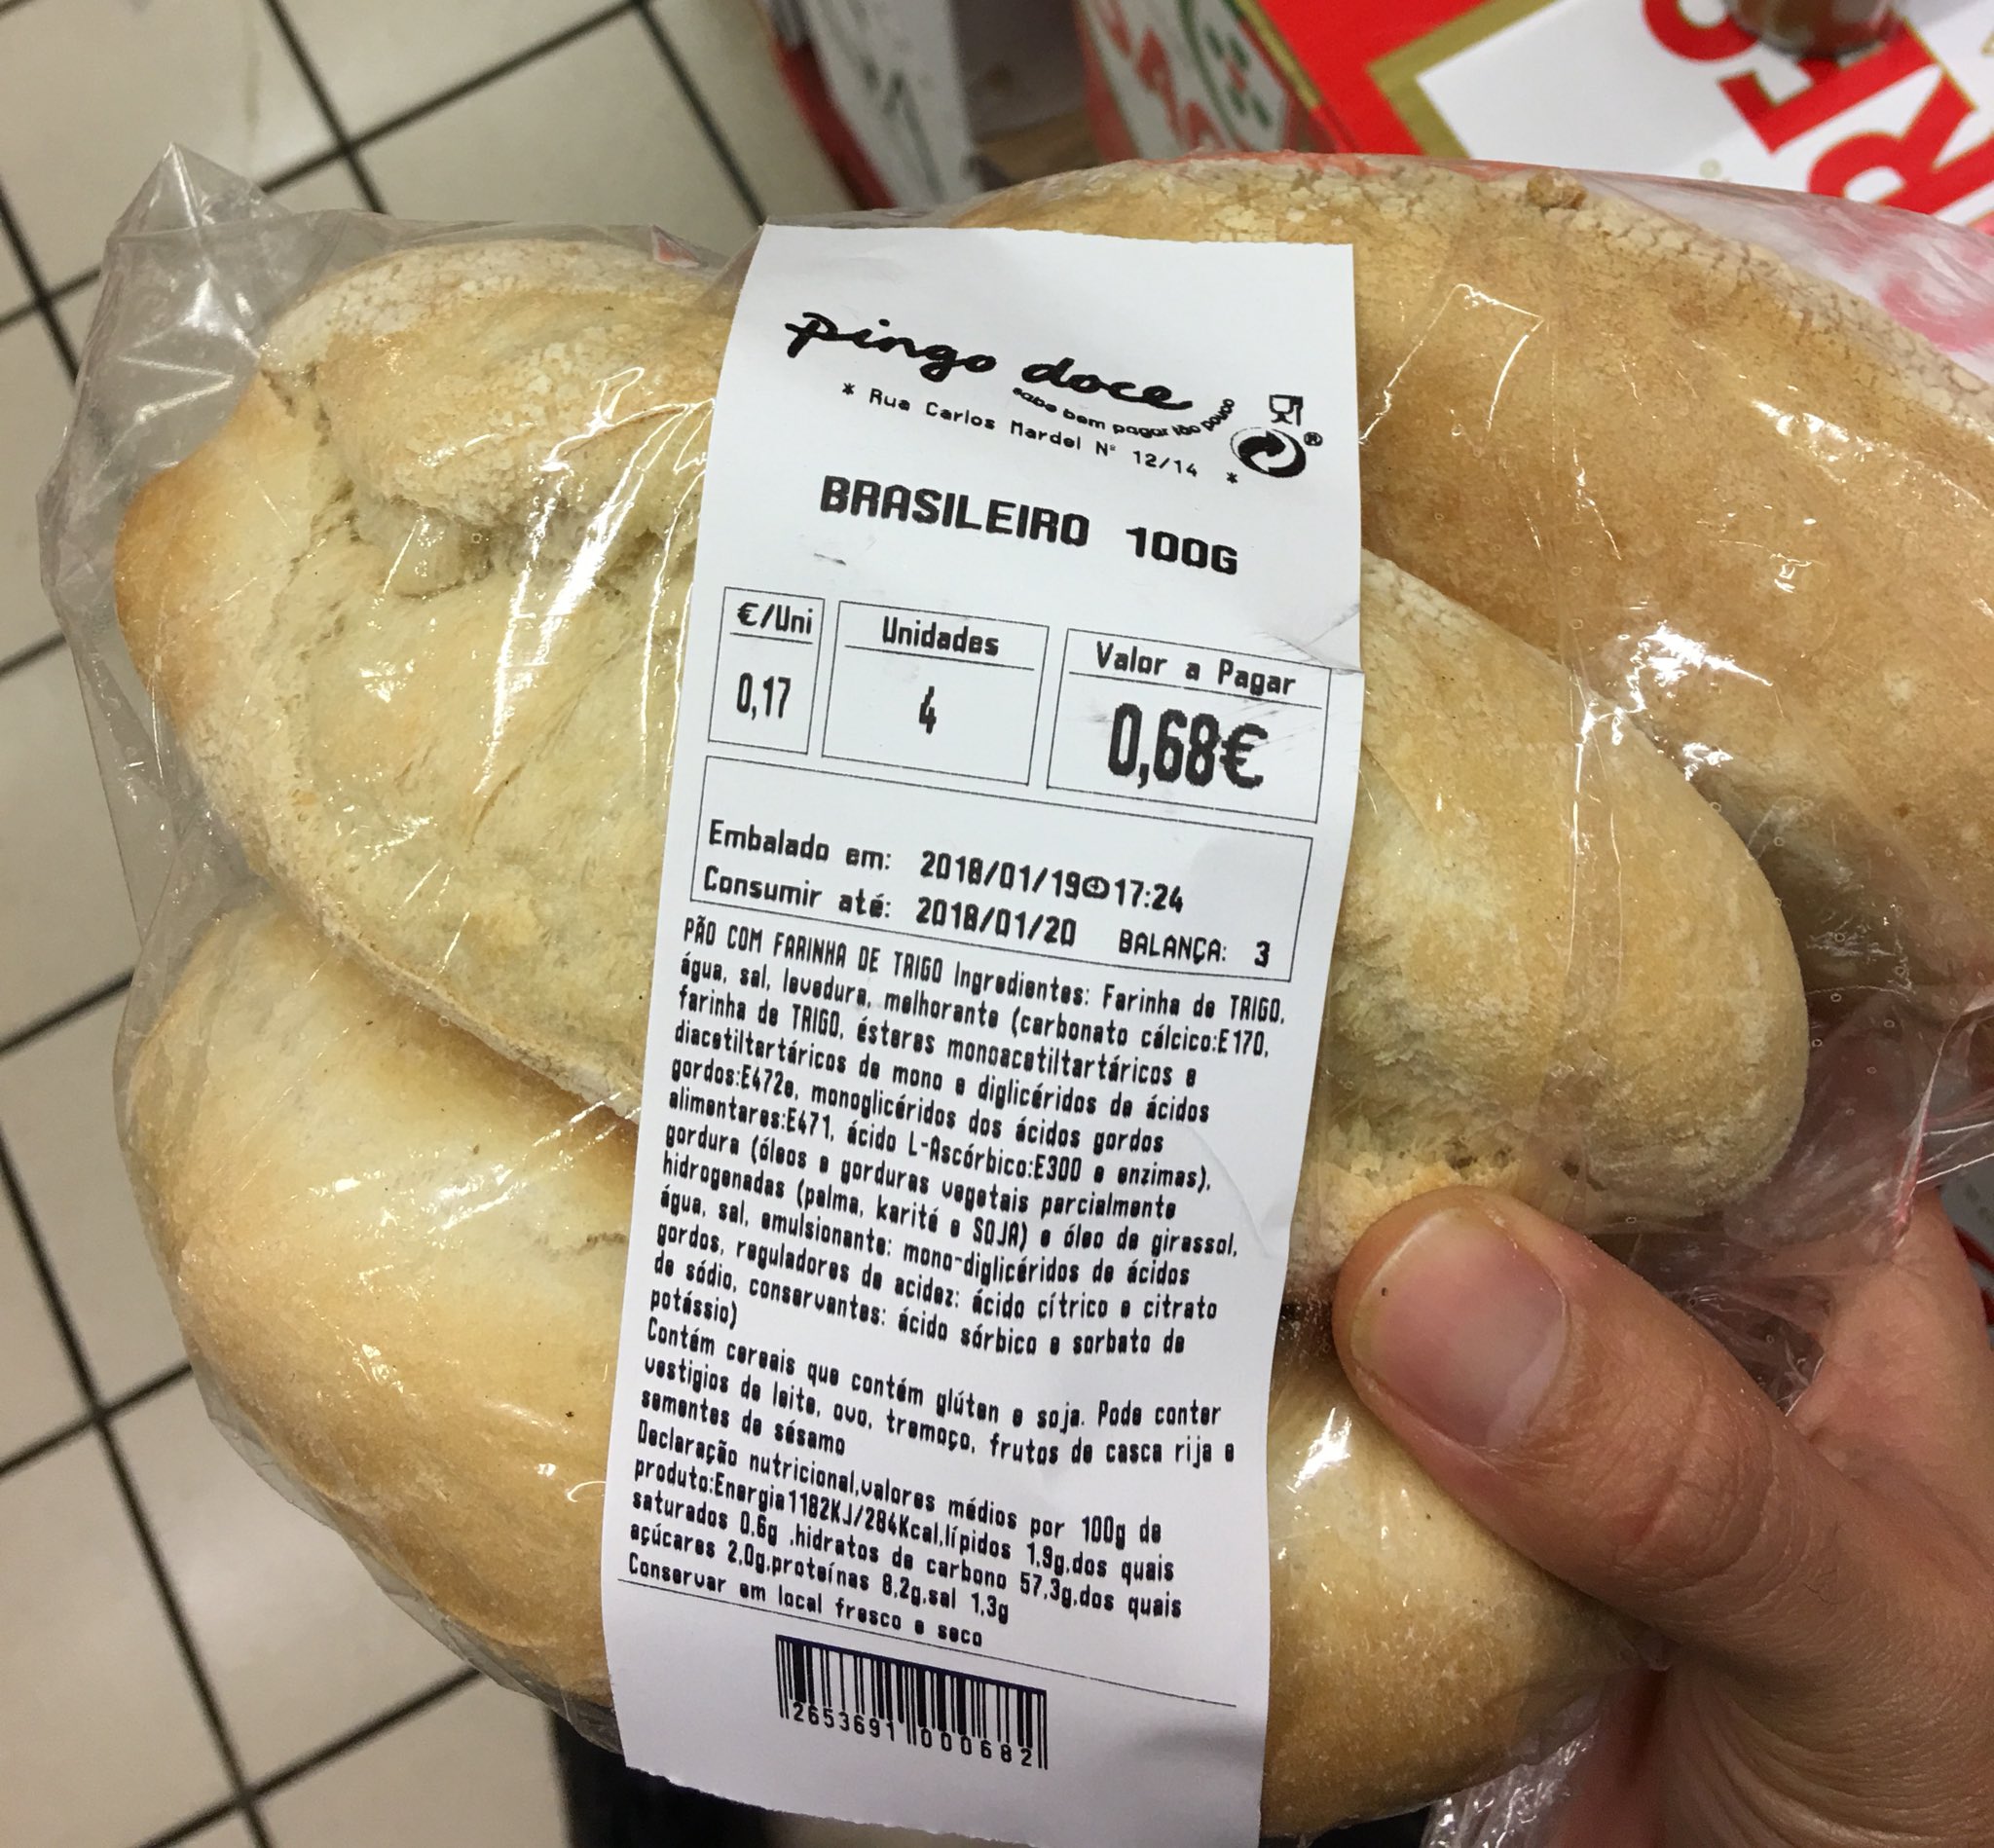 pingo doce
sabe bem pagar tão pouco
* Rua Carlos Mardel Nº 12/14 *
BRASILEIRO 100G
€/Uni Unidades Valor a Pagar
0,17 4 0,68€
Embalado em: 2018/01/19 17:24
Consumir até: 2018/01/20 BALANÇA: 3
PÃO COM FARINHA DE TRIGO Ingredientes: Farinha de TRIGO,
água, sal, levedura, melhorante (carbonato cálcico:E170,
farinha de TRIGO, ésteres monoacetiltartáricos e
diacetiltartáricos de mono e diglicéridos de ácidos
gordos:E472e, monoglicéridos dos ácidos gordos
alimentares:E471, ácido L-Ascórbico:E300 e enzimas),
gordura (óleos e gorduras vegetais parcialmente
hidrogenadas (palma, karité e SOJA) e óleo de girassol,
água, sal, emulsionante: mono-diglicéridos de ácidos
gordos, reguladores de acidez: ácido cítrico e citrato
de sódio, conservantes: ácido sórbico e sorbato de
potássio)
Contém cereais que contém glúten e soja. Pode conter
vestigios de leite, ovo, tremoço, frutos de casca rija e
sementes de sésamo
Declaração nutricional,valores médios por 100g de
produto:Energia1182KJ/284Kcal,lípidos 1,9g,dos quais
saturados 0,6g ,hidratos de carbono 57,3g,dos quais
açúcares 2,0g,proteínas 8,2g,sal 1,3g
Conservar em local fresco e seco
2653691 000682